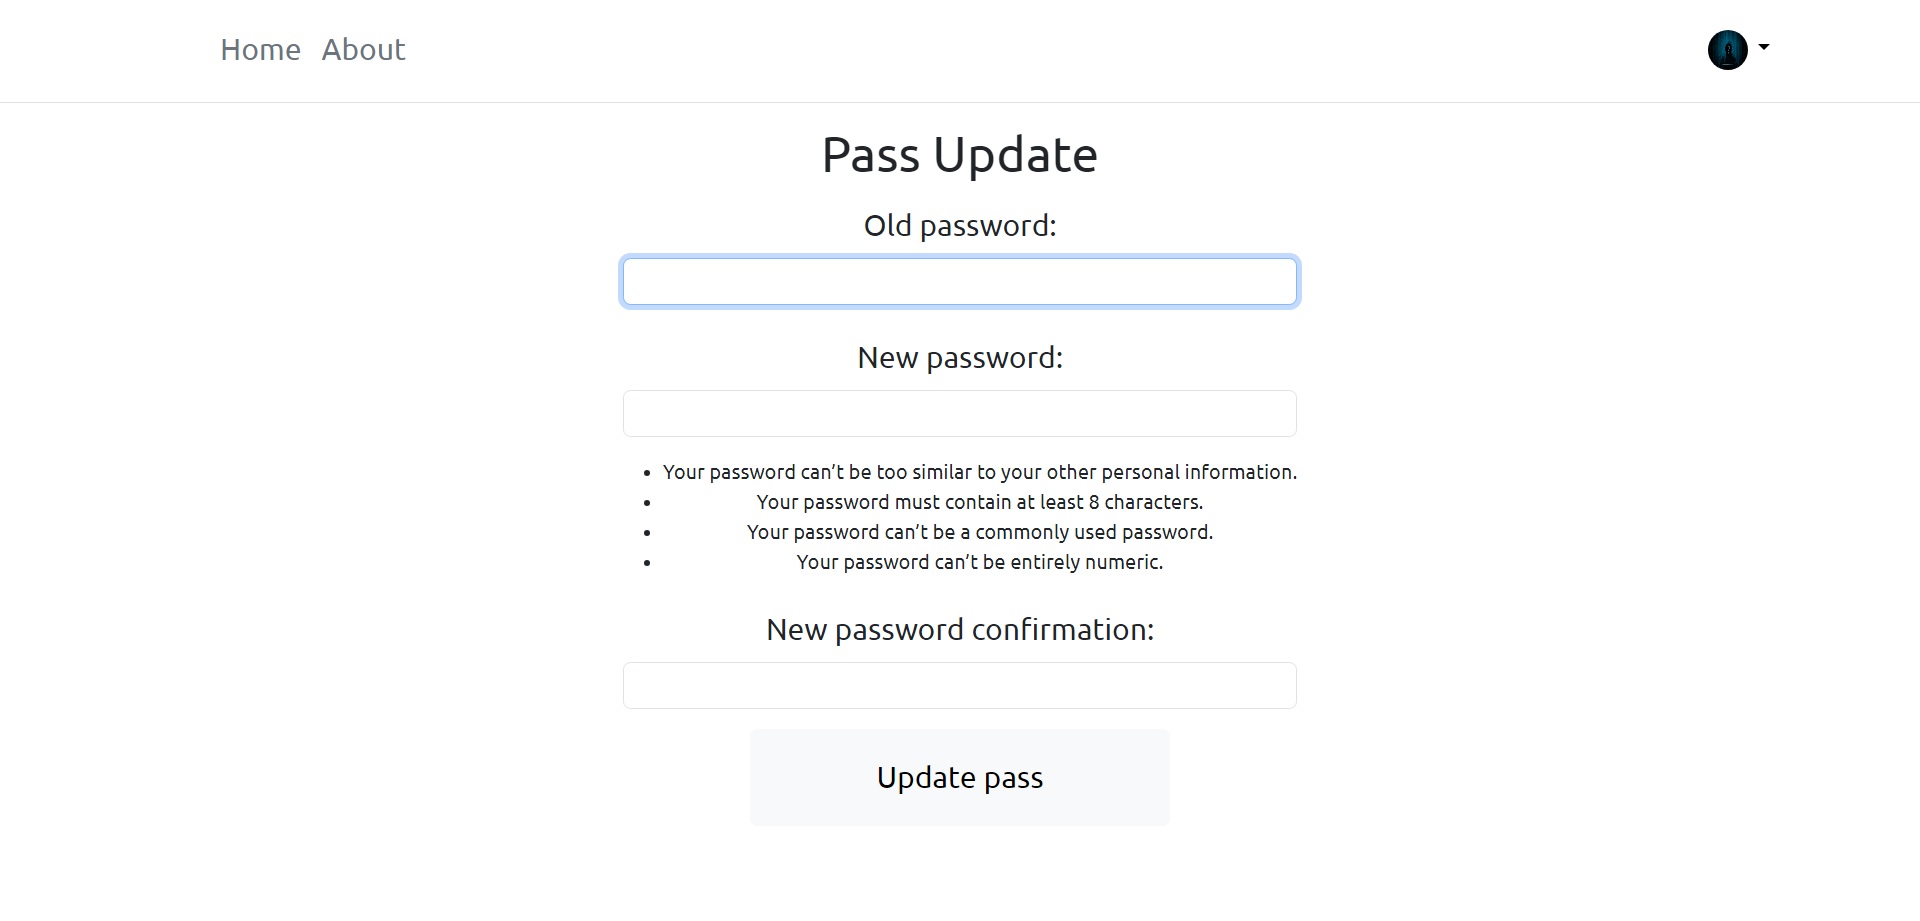 Home About
Pass Update
Old password:
New password:
• Your password can’t be too similar to your other personal information.
• Your password must contain at least 8 characters.
• Your password can’t be a commonly used password.
• Your password can’t be entirely numeric.
New password confirmation:
Update pass